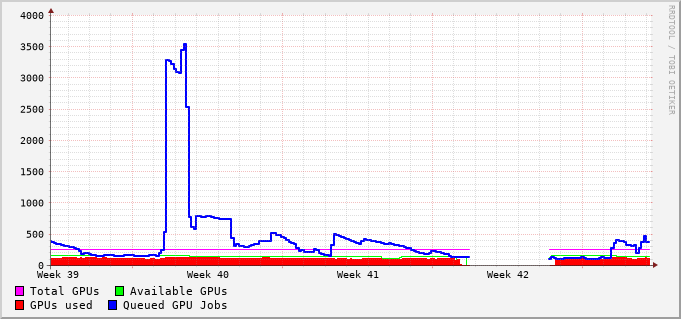 4000
3500
3000
2500
2000
1500
1000
500
0
Week 39 Week 40 Week 41 Week 42
Total GPUs Available GPUs
GPUs used Queued GPU Jobs
RRDTOOL / TOBI OETIKER